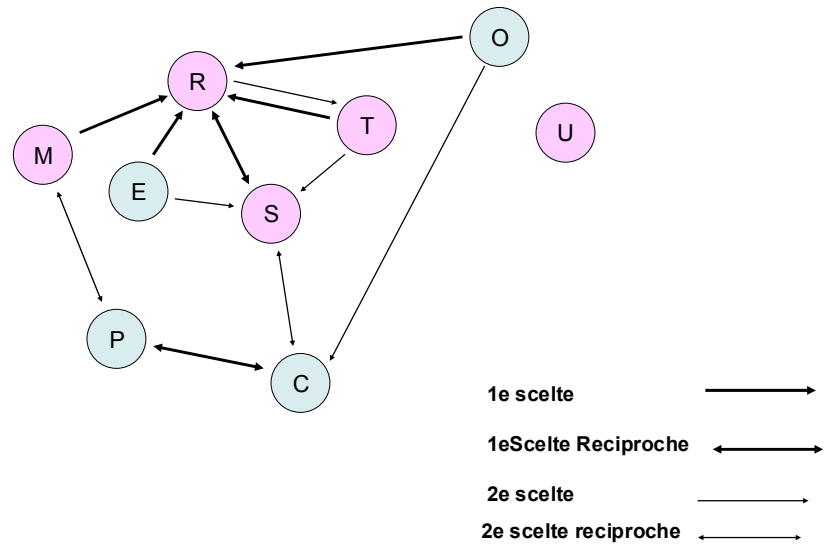 O
R
T
U
M
E
S
P
C
1e scelte
1eScelte Reciproche
2e scelte
2e scelte reciproche